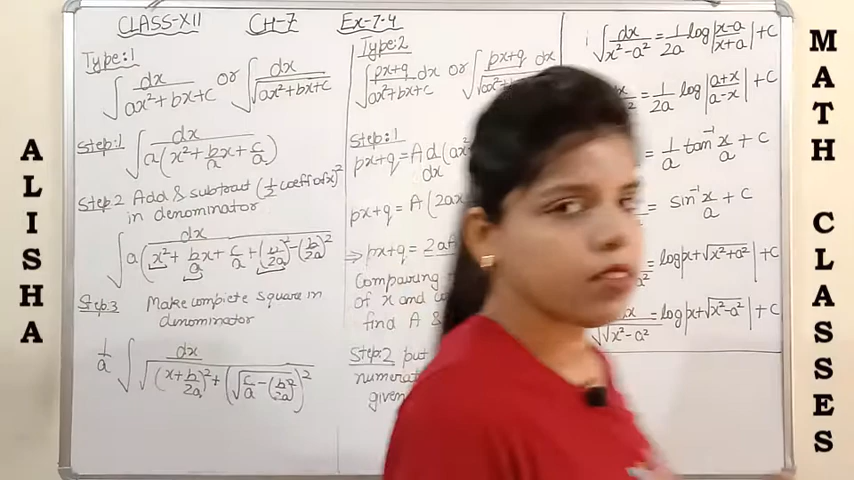 CLASS-XII CH-7 Ex-7.4
Type:1
∫ dx/(ax²+bx+c) or ∫ dx/√(ax²+bx+c)
Step:1 ∫ dx/(a(x²+b/a x+c/a))
Step 2 Add & subtract (1/2 coeff of x)²
in denominator
∫ dx/(a(x²+b/a x+c/a+(b/2a)²-(b/2a)²
Step:3 Make complete square in
denominator
1/a ∫ dx/√((x+b/2a)²+(√(c/a-(b/2a)²)²
Type:2
∫ (px+q)/(ax²+bx+c) dx or ∫ (px+q)/√(ax²+bx+c) dx
Step:1
px+q = A d/dx (ax²
px+q = A (2ax
⇒ px+q = 2a
Comparing
of x and
find A &
Step:2 put
given
∫ dx/(x²-a²) = 1/2a log|(x-a)/(x+a)|+C
= 1/2a log|(a+x)/(a-x)|+C
= 1/a tan⁻¹ x/a + C
= sin⁻¹ x/a + C
= log|x+√(x²+a²)|+C
√(x²-a²) = log|x+√(x²-a²)|+C
ALISHA
MATH CLASSES